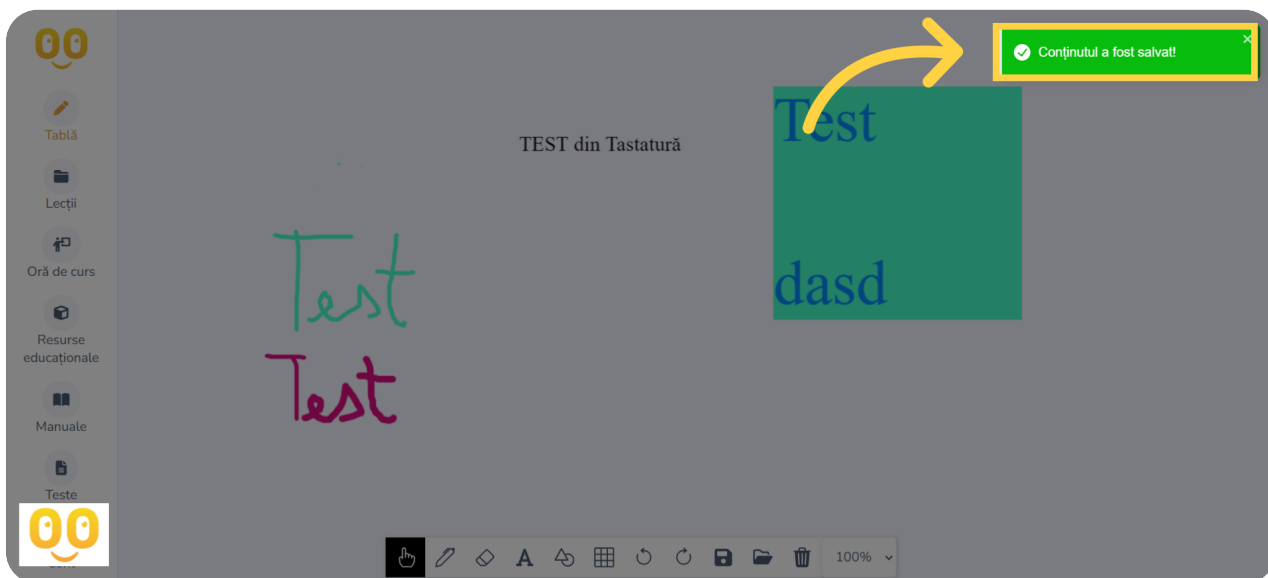 Tablă
Lecții
Oră de curs
Resurse
educaționale
Manuale
Teste
Conținutul a fost salvat!
TEST din Tastatură
Test
dasd
Test
Test
100%